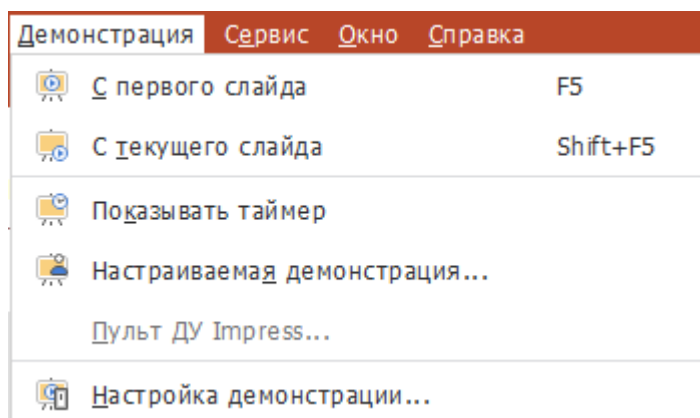 Демонстрация Сервис Окно Справка
С первого слайда F5
С текущего слайда Shift+F5
Показывать таймер
Настраиваемая демонстрация...
Пульт ДУ Impress...
Настройка демонстрации...